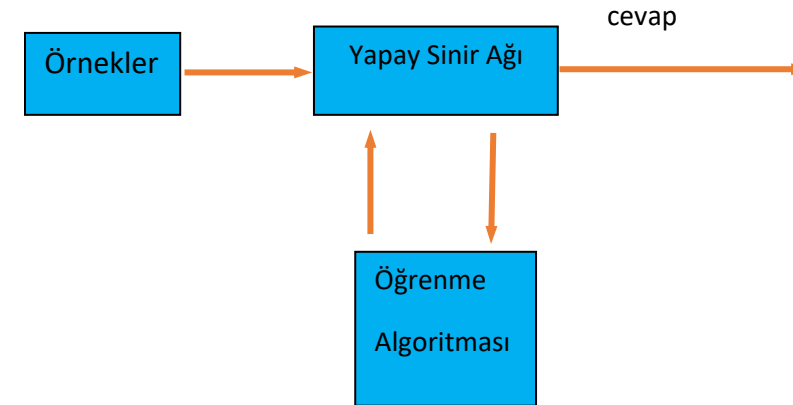 cevap
Örnekler
Yapay Sinir Ağı
Öğrenme
Algoritması